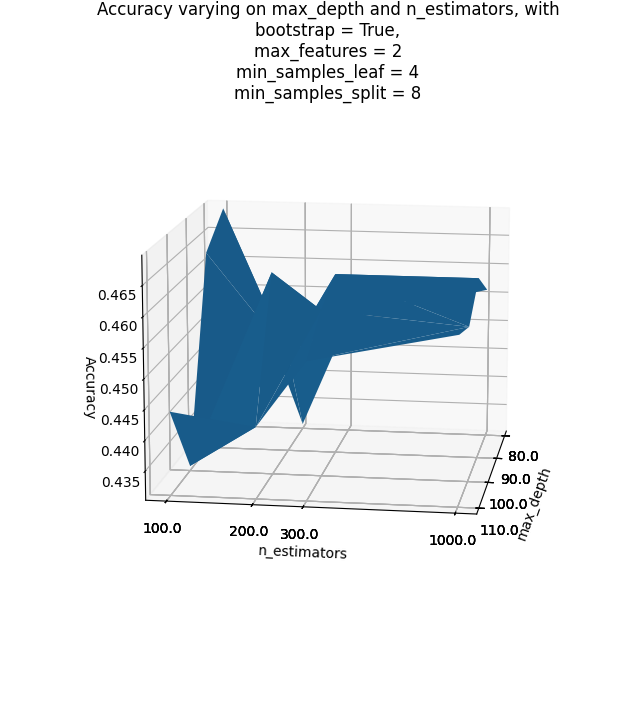 Accuracy varying on max_depth and n_estimators, with
bootstrap = True,
max_features = 2
min_samples_leaf = 4
min_samples_split = 8
0.465
0.460
0.455
0.450
0.445
0.440
0.435
Accuracy
100.0
200.0
300.0
1000.0
n_estimators
80.0
90.0
100.0
110.0
max_depth